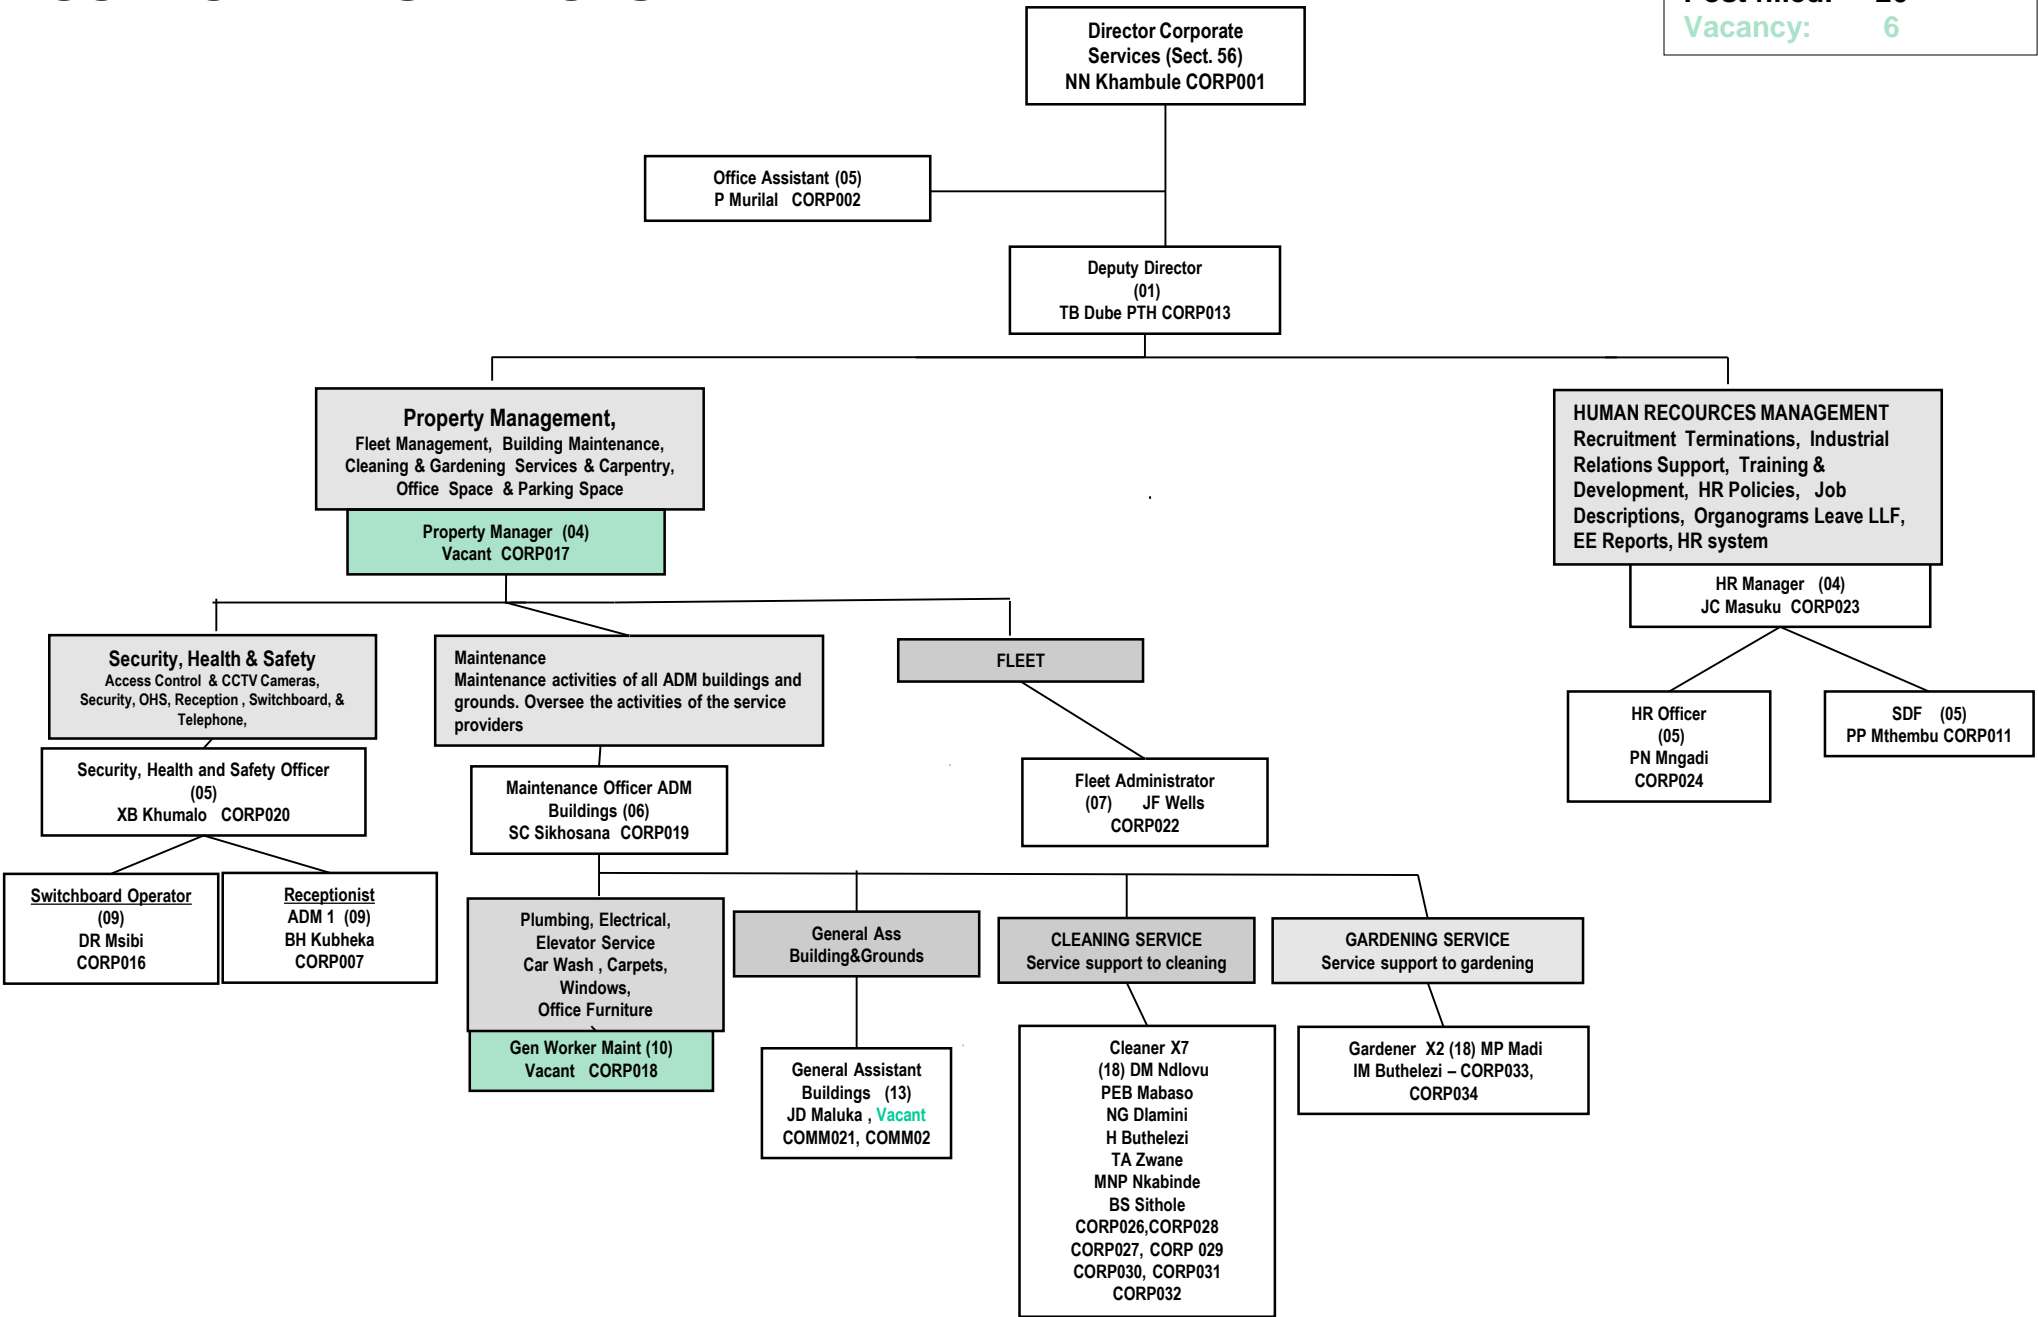 Vacancy: 6
Director Corporate
Services (Sect. 56)
NN Khambule CORP001
Office Assistant (05)
P Murilal CORP002
Deputy Director
(01)
TB Dube PTH CORP013
Property Management,
Fleet Management, Building Maintenance,
Cleaning & Gardening Services & Carpentry,
Office Space & Parking Space
Property Manager (04)
Vacant CORP017
HUMAN RECOURCES MANAGEMENT
Recruitment Terminations, Industrial
Relations Support, Training &
Development, HR Policies, Job
Descriptions, Organograms Leave LLF,
EE Reports, HR system
HR Manager (04)
JC Masuku CORP023
Security, Health & Safety
Access Control & CCTV Cameras,
Security, OHS, Reception , Switchboard, &
Telephone,
Maintenance
Maintenance activities of all ADM buildings and
grounds. Oversee the activities of the service
providers
FLEET
HR Officer
(05)
PN Mngadi
CORP024
SDF (05)
PP Mthembu CORP011
Security, Health and Safety Officer
(05)
XB Khumalo CORP020
Maintenance Officer ADM
Buildings (06)
SC Sikhosana CORP019
Fleet Administrator
(07) JF Wells
CORP022
Switchboard Operator
(09)
DR Msibi
CORP016
Receptionist
ADM 1 (09)
BH Kubheka
CORP007
Plumbing, Electrical,
Elevator Service
Car Wash , Carpets,
Windows,
Office Furniture
Gen Worker Maint (10)
Vacant CORP018
General Ass
Building&Grounds
General Assistant
Buildings (13)
JD Maluka , Vacant
COMM021, COMM02
CLEANING SERVICE
Service support to cleaning
Cleaner X7
(18) DM Ndlovu
PEB Mabaso
NG Dlamini
H Buthelezi
TA Zwane
MNP Nkabinde
BS Sithole
CORP026,CORP028
CORP027, CORP 029
CORP030, CORP031
CORP032
GARDENING SERVICE
Service support to gardening
Gardener X2 (18) MP Madi
IM Buthelezi – CORP033,
CORP034